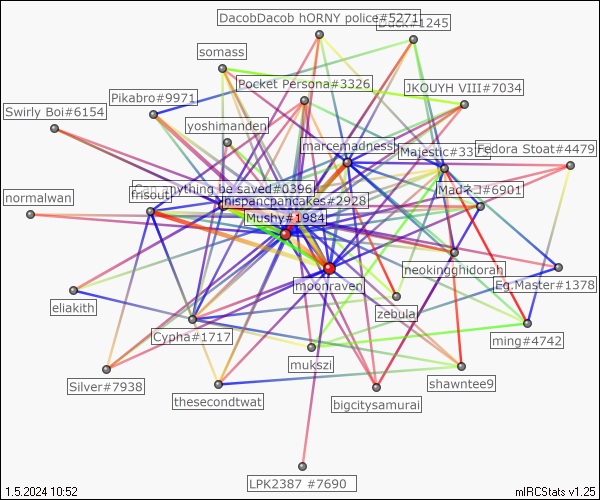 DacobDacob hORNY police#5271
Duck#1245
somass
Pocket Persona#3326
JKOUYH VIII#7034
Pikabro#9971
Swirly Boi#6154
yoshimanden
marcemadness
Majestic#33
Fedora Stoat#4479
Can anything be saved#0396
Madネコ#6901
normalwan
frisout
hispancpandakes#2928
Mushy#1984
neokingghidorah
moonraven
Eg.Master#1378
eliakith
zebula
Cypha#1717
ming#4742
mukszi
Silver#7938
shawntee9
thesecondtwat
bigcitysamurai
LPK2387 #7690
1.5.2024 10:52
mIRCStats v1.25